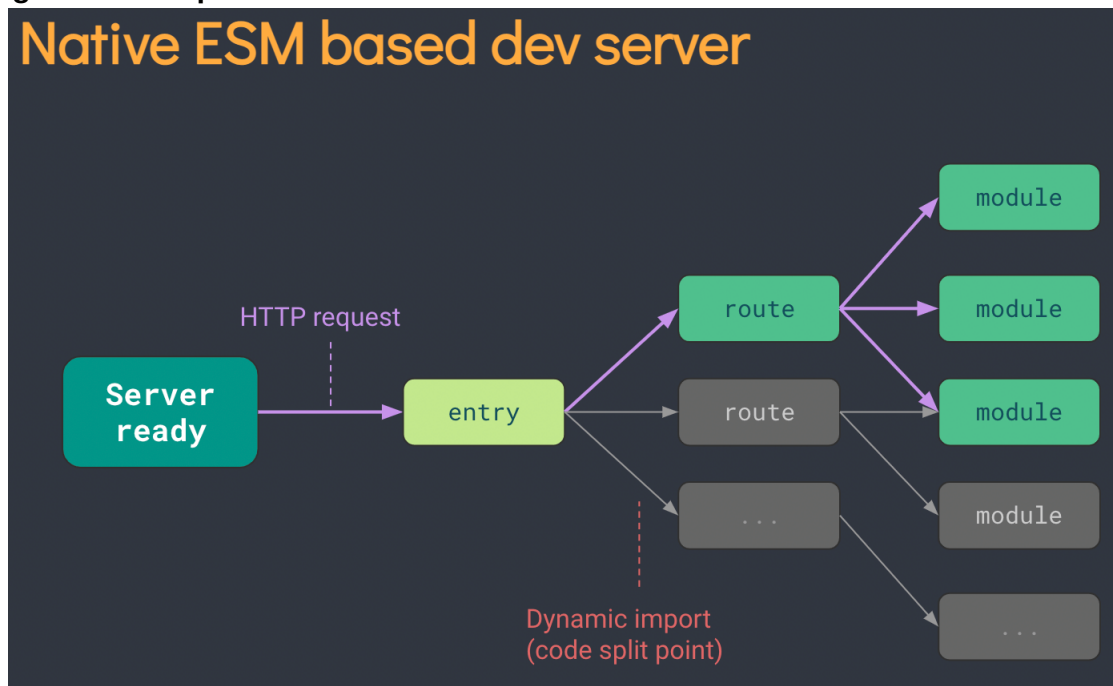 Native ESM based dev server
module
HTTP request
route
module
Server
ready
entry
route
module
...
module
Dynamic import
(code split point)
...